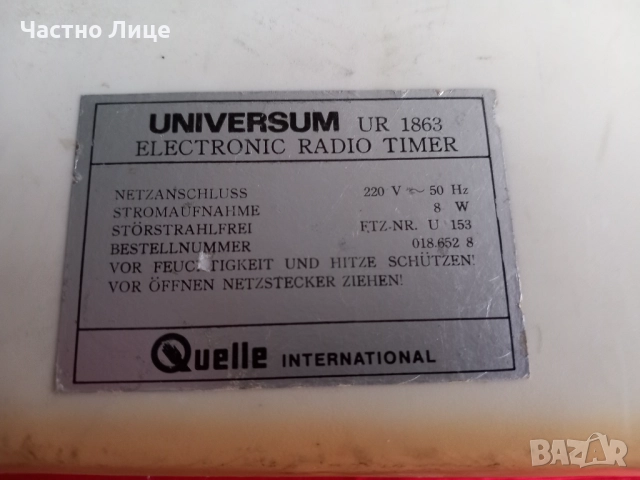 Частно Лице
UNIVERSUM UR 1863
ELECTRONIC RADIO TIMER
NETZANSCHLUSS 220 V ~ 50 Hz
STROMAUFNAHME 8 W
STÖRSTRAHLFREI FTZ-NR. U 153
BESTELLNUMMER 018.652 8
VOR FEUCHTIGKEIT UND HITZE SCHÜTZEN!
VOR ÖFFNEN NETZSTECKER ZIEHEN!
Quelle INTERNATIONAL
BAZAR